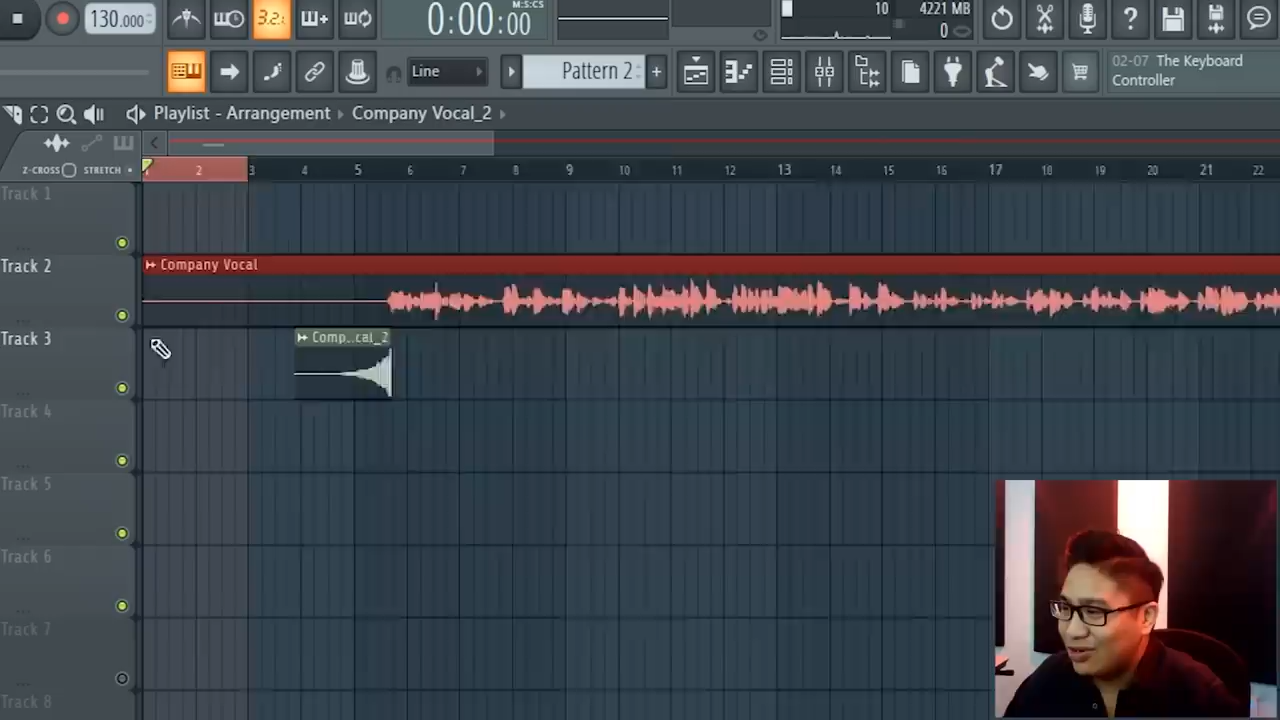 130.000
3.2.
0:00:00
M:S:CS
10
4221 MB
0
Line
Pattern 2
+
02-07 The Keyboard
Controller
Playlist - Arrangement ▸ Company Vocal_2 ▸
Z-CROSS STRETCH
2 3 4 5 6 7 8 9 10 11 12 13 14 15 16 17 18 19 20 21 22
Track 1
Track 2
Company Vocal
Track 3
Comp..cal_2
Track 4
Track 5
Track 6
Track 7
Track 8